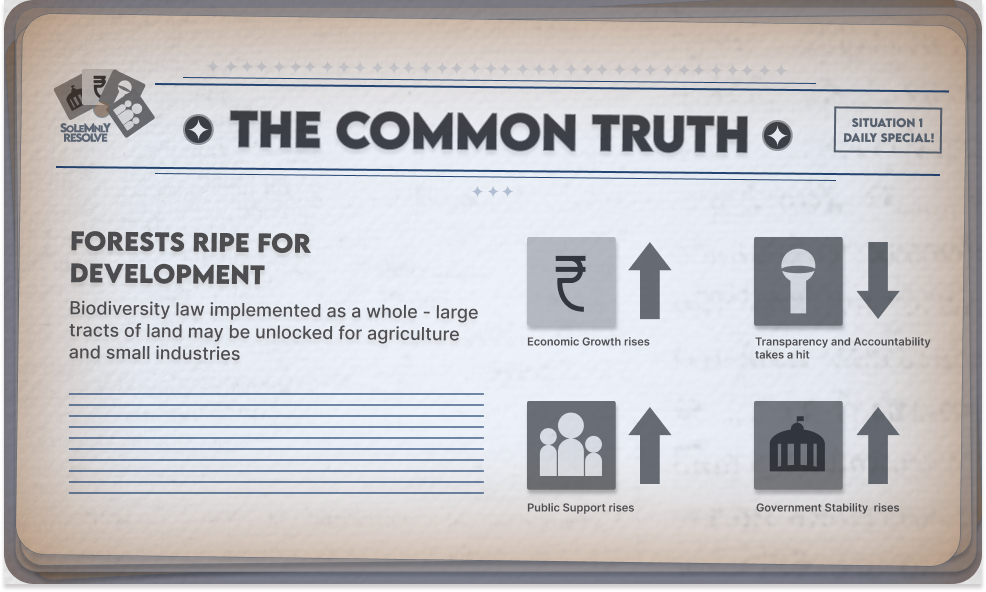 ₹
SOLEMNLY
RESOLVE
THE COMMON TRUTH
SITUATION 1
DAILY SPECIAL!
FORESTS RIPE FOR
DEVELOPMENT
Biodiversity law implemented as a whole - large
tracts of land may be unlocked for agriculture
and small industries
₹
Economic Growth rises
Transparency and Accountability
takes a hit
Public Support rises
Government Stability rises